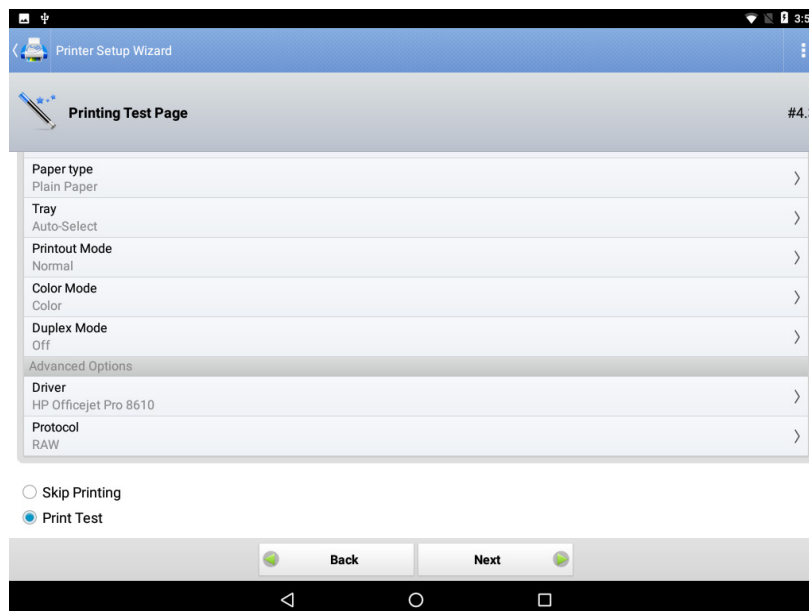 3:5
Printer Setup Wizard
Printing Test Page
#4.
Paper type
Plain Paper
Tray
Auto-Select
Printout Mode
Normal
Color Mode
Color
Duplex Mode
Off
Advanced Options
Driver
HP Officejet Pro 8610
Protocol
RAW
Skip Printing
Print Test
Back Next